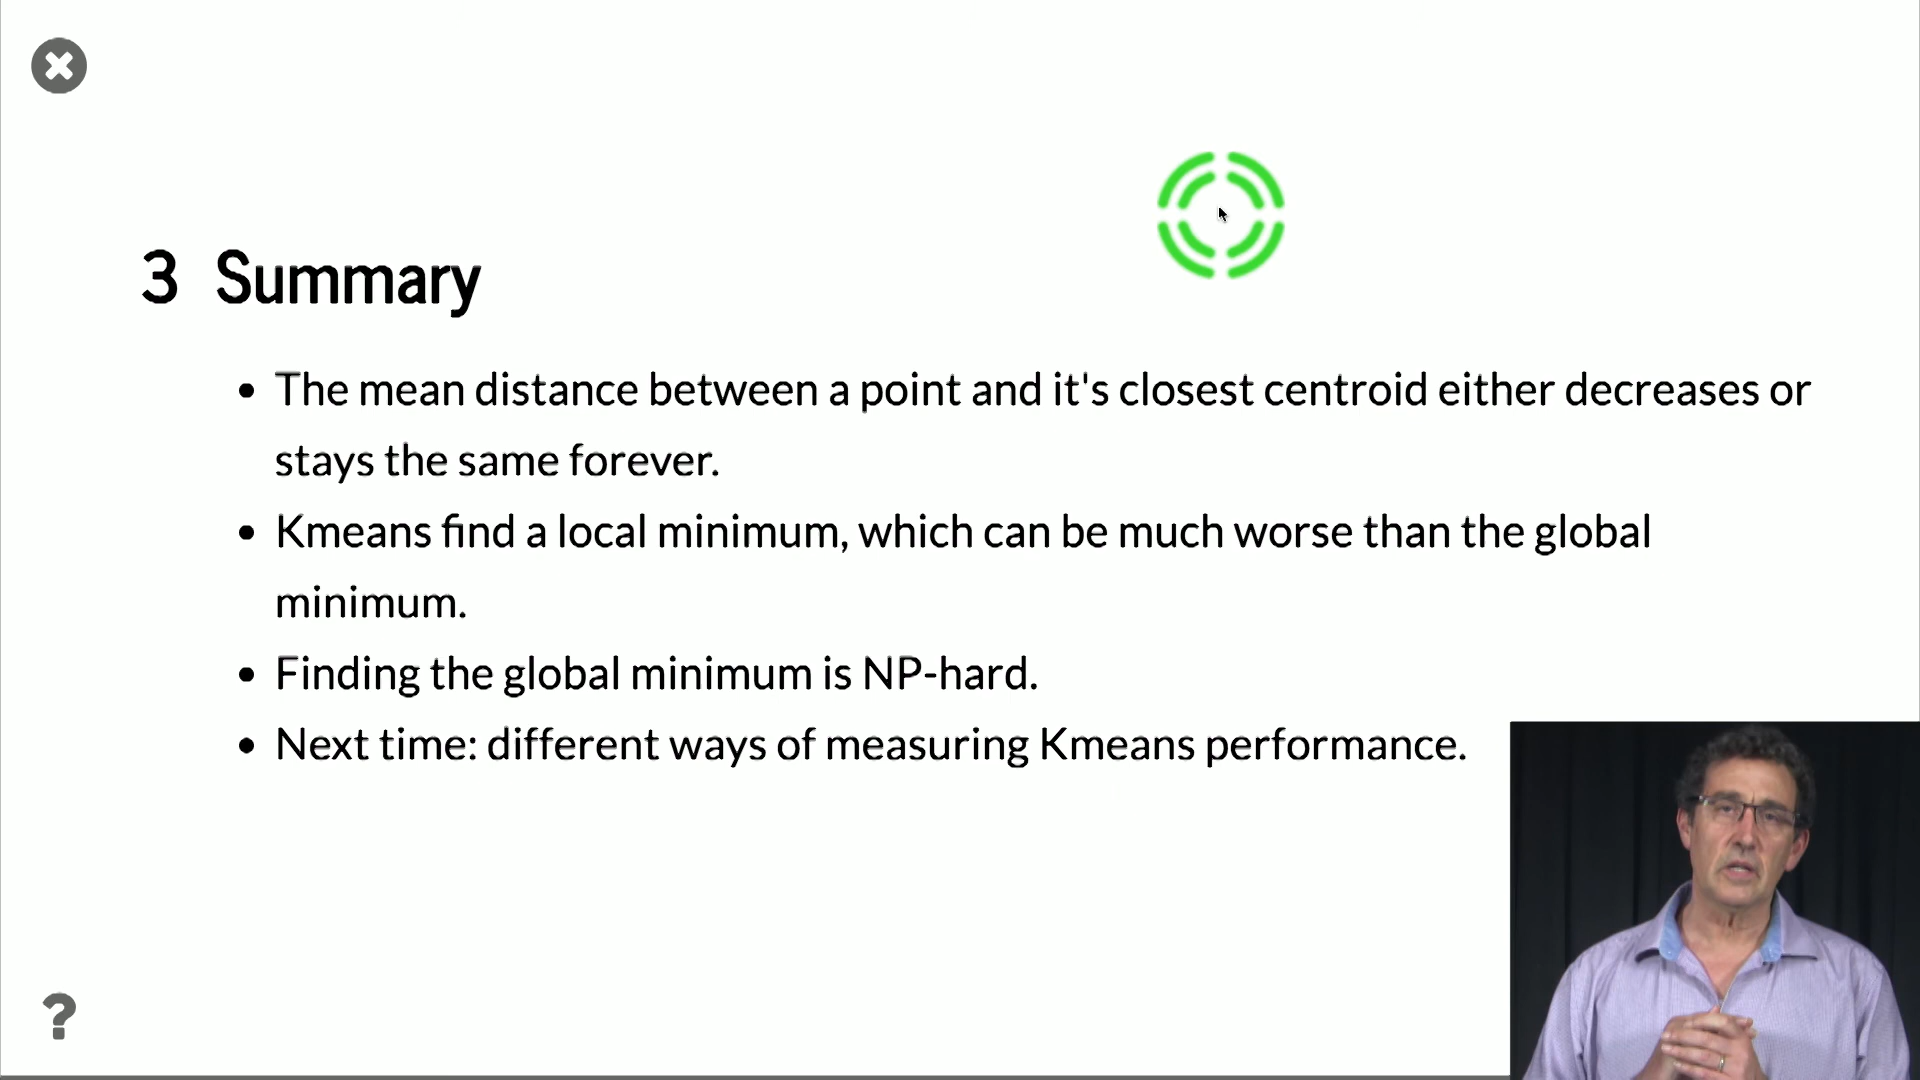 3 Summary
• The mean distance between a point and it's closest centroid either decreases or
stays the same forever.
• Kmeans find a local minimum, which can be much worse than the global
minimum.
• Finding the global minimum is NP-hard.
• Next time: different ways of measuring Kmeans performance.
?